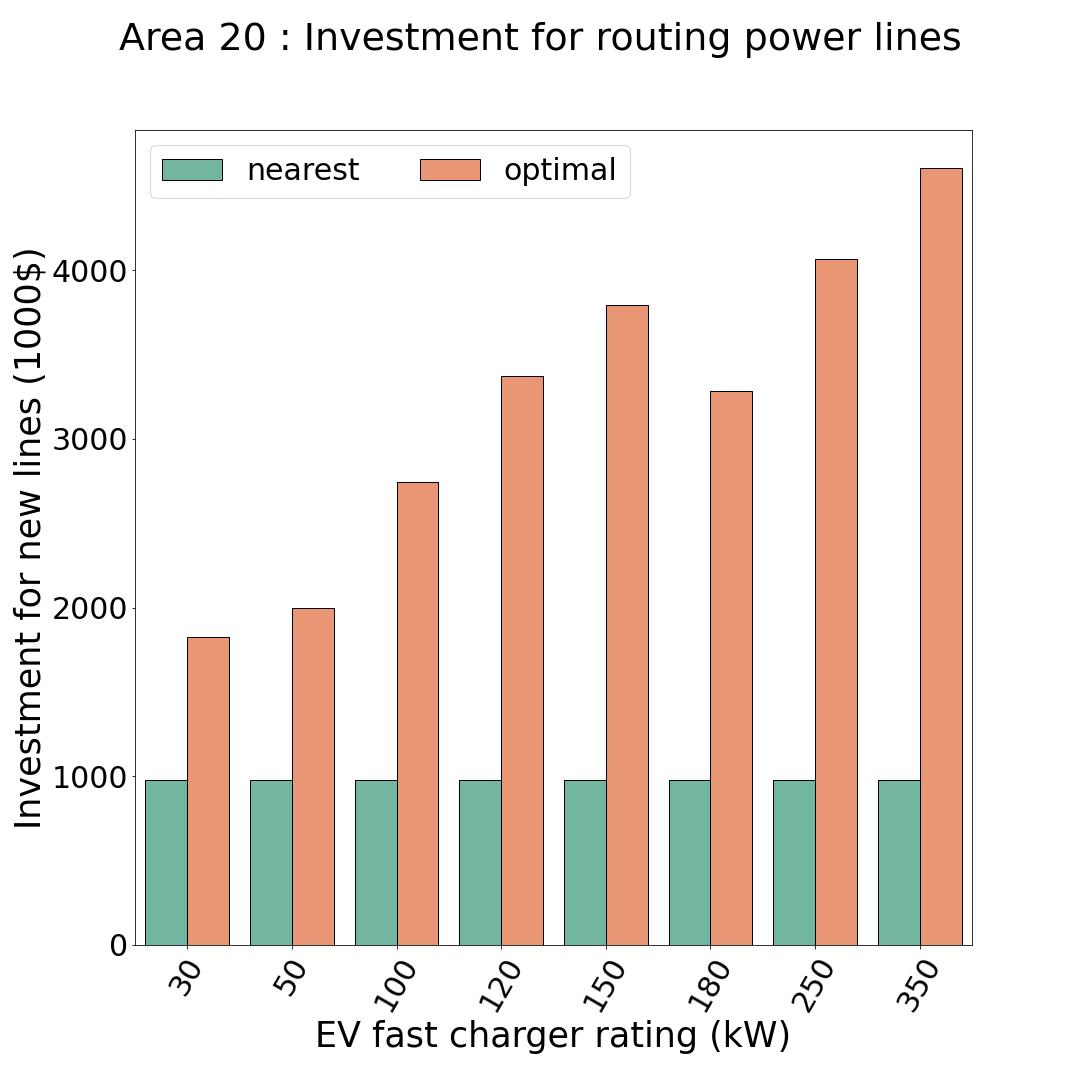 Area 20 : Investment for routing power lines
nearest optimal
Investment for new lines (1000$)
4000
3000
2000
1000
0
30 50 100 120 150 180 250 350
EV fast charger rating (kW)